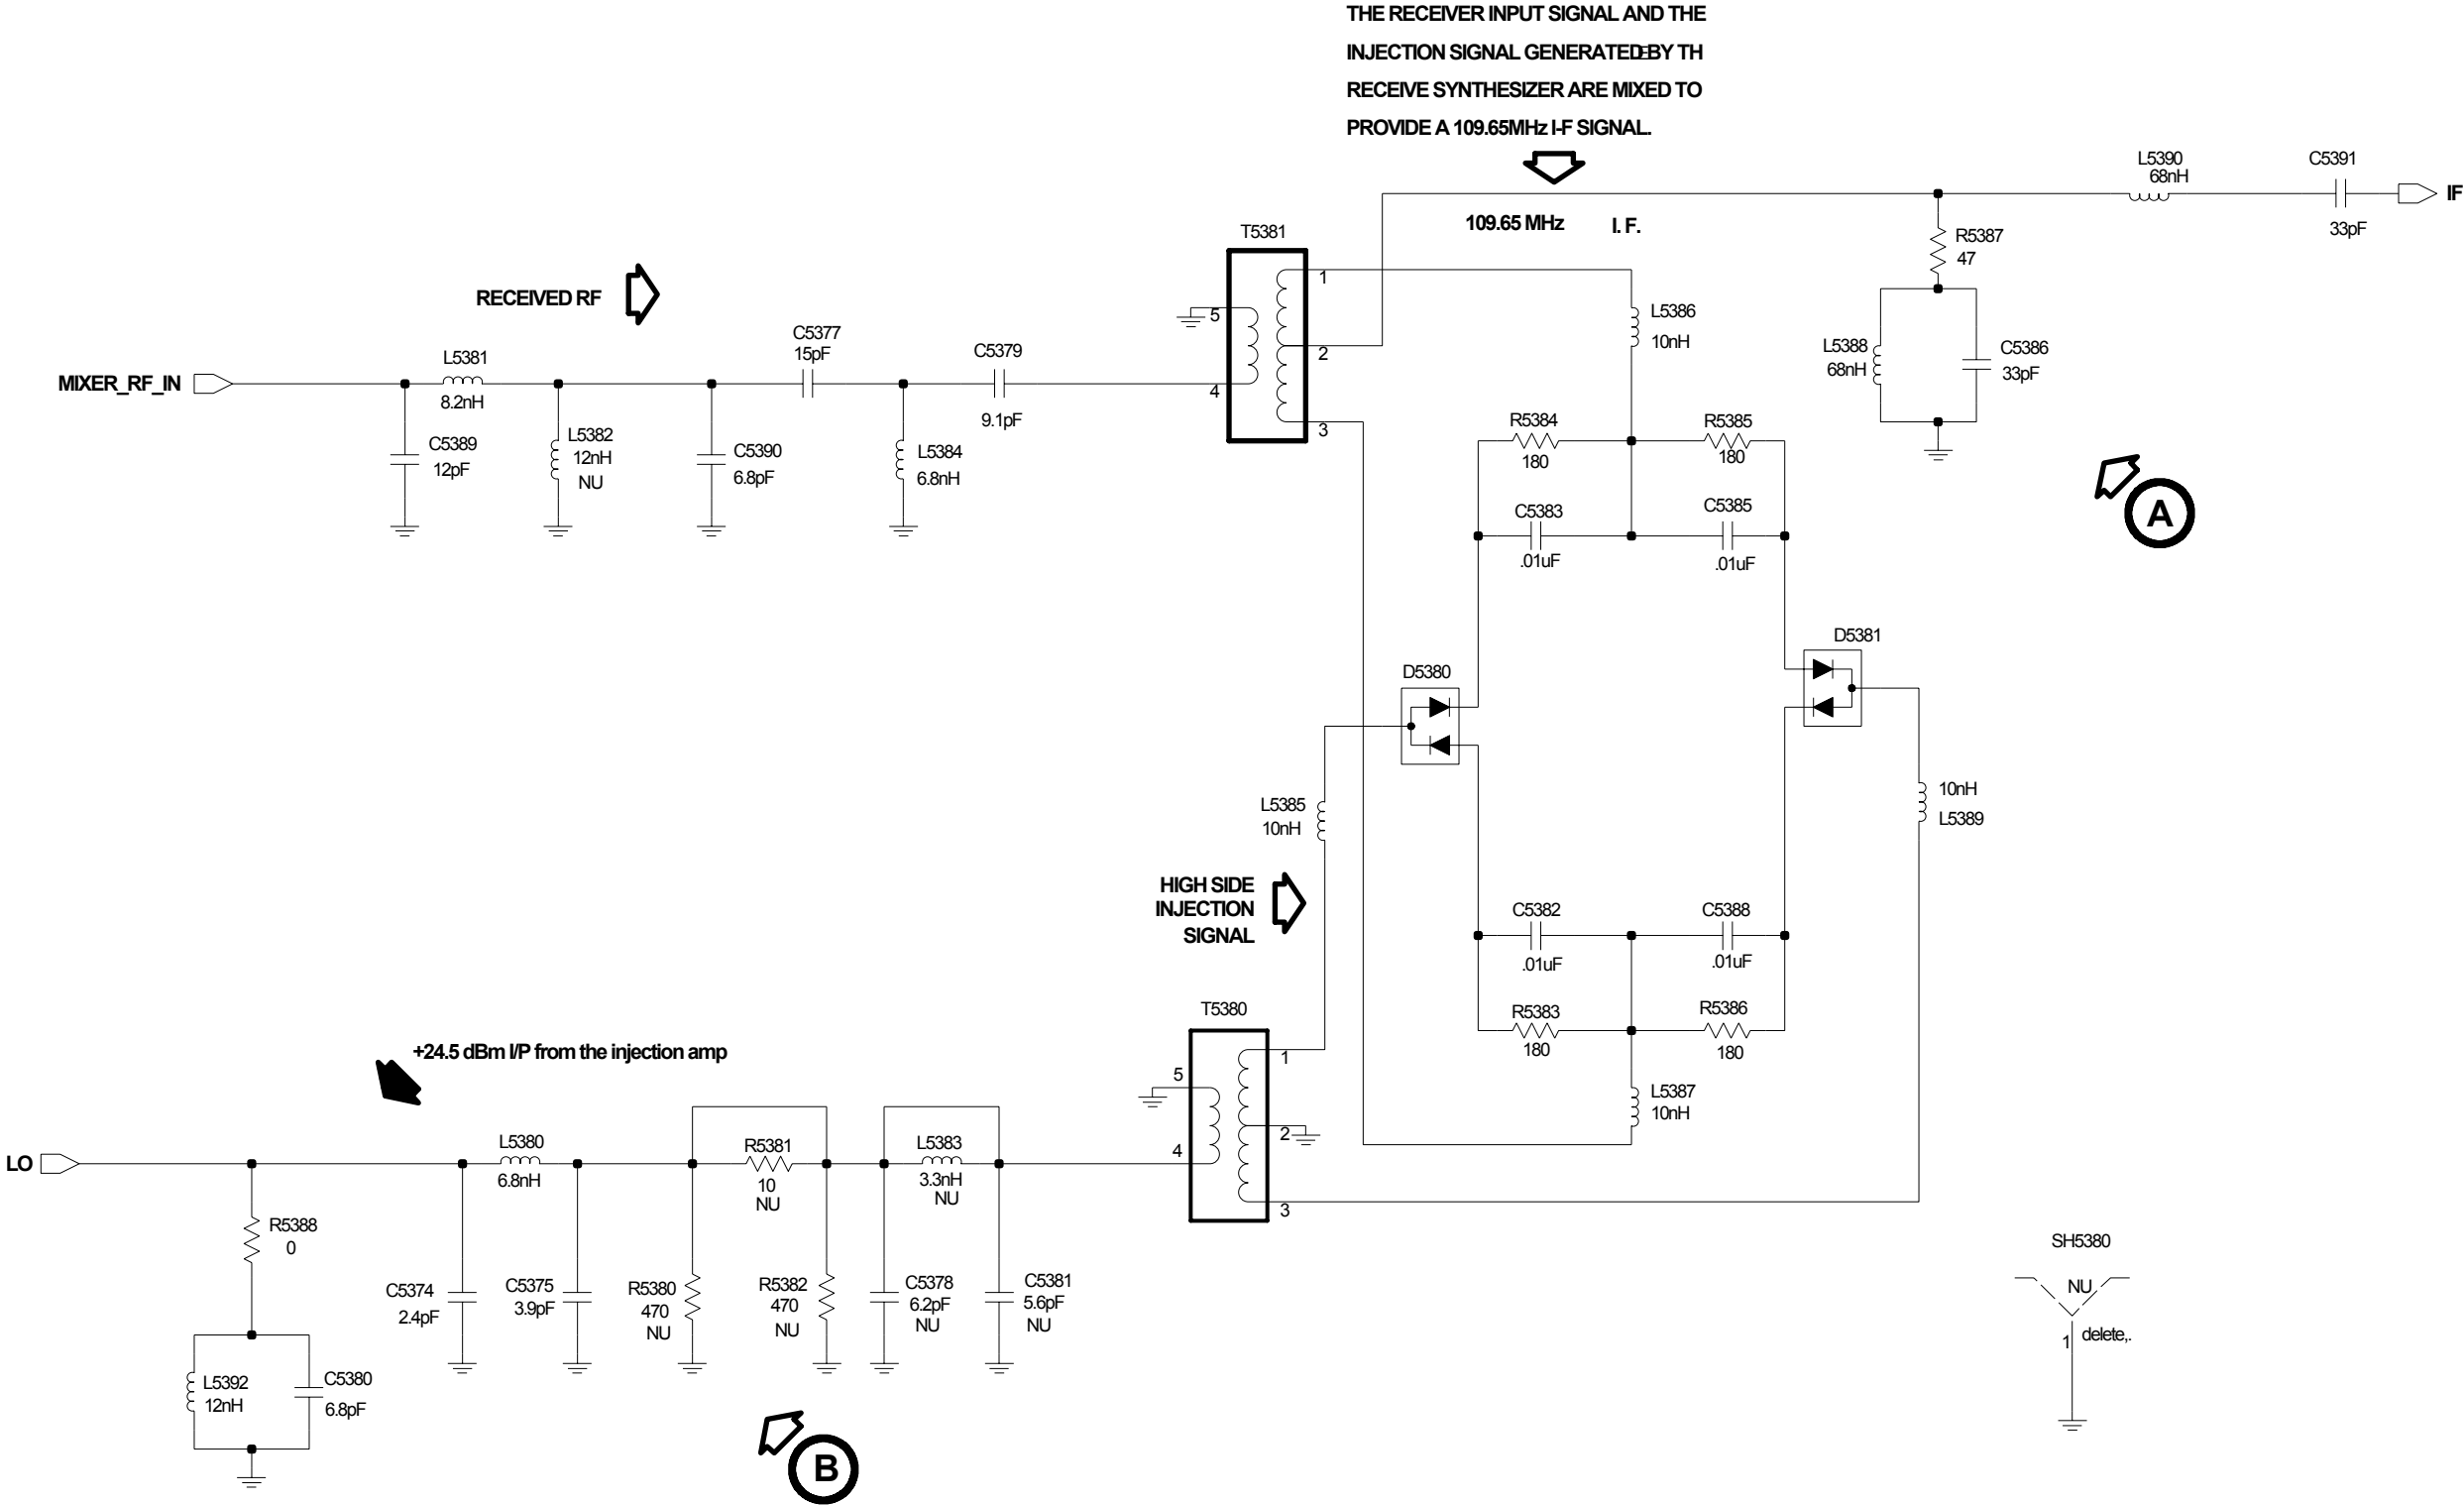 THE RECEIVER INPUT SIGNAL AND THE
INJECTION SIGNAL GENERATED BY TH
RECEIVE SYNTHESIZER ARE MIXED TO
PROVIDE A 109.65MHz I-F SIGNAL.
L5390
68nH
C5391
33pF
IF
109.65 MHz
I. F.
R5387
47
L5388
68nH
C5386
33pF
A
T5381
1
2
3
5
4
RECEIVED RF
MIXER_RF_IN
L5381
8.2nH
C5389
12pF
L5382
12nH
NU
C5390
6.8pF
C5377
15pF
L5384
6.8nH
C5379
9.1pF
L5386
10nH
R5384
180
R5385
180
C5383
.01uF
C5385
.01uF
D5380
D5381
L5385
10nH
10nH
L5389
HIGH SIDE
INJECTION
SIGNAL
C5382
.01uF
C5388
.01uF
R5383
180
R5386
180
L5387
10nH
T5380
5
4
1
2
3
+24.5 dBm I/P from the injection amp
LO
R5388
0
L5392
12nH
C5380
6.8pF
L5380
6.8nH
C5374
2.4pF
C5375
3.9pF
R5381
10
NU
R5380
470
NU
R5382
470
NU
L5383
3.3nH
NU
C5378
6.2pF
NU
C5381
5.6pF
NU
B
SH5380
NU
1
delete,.